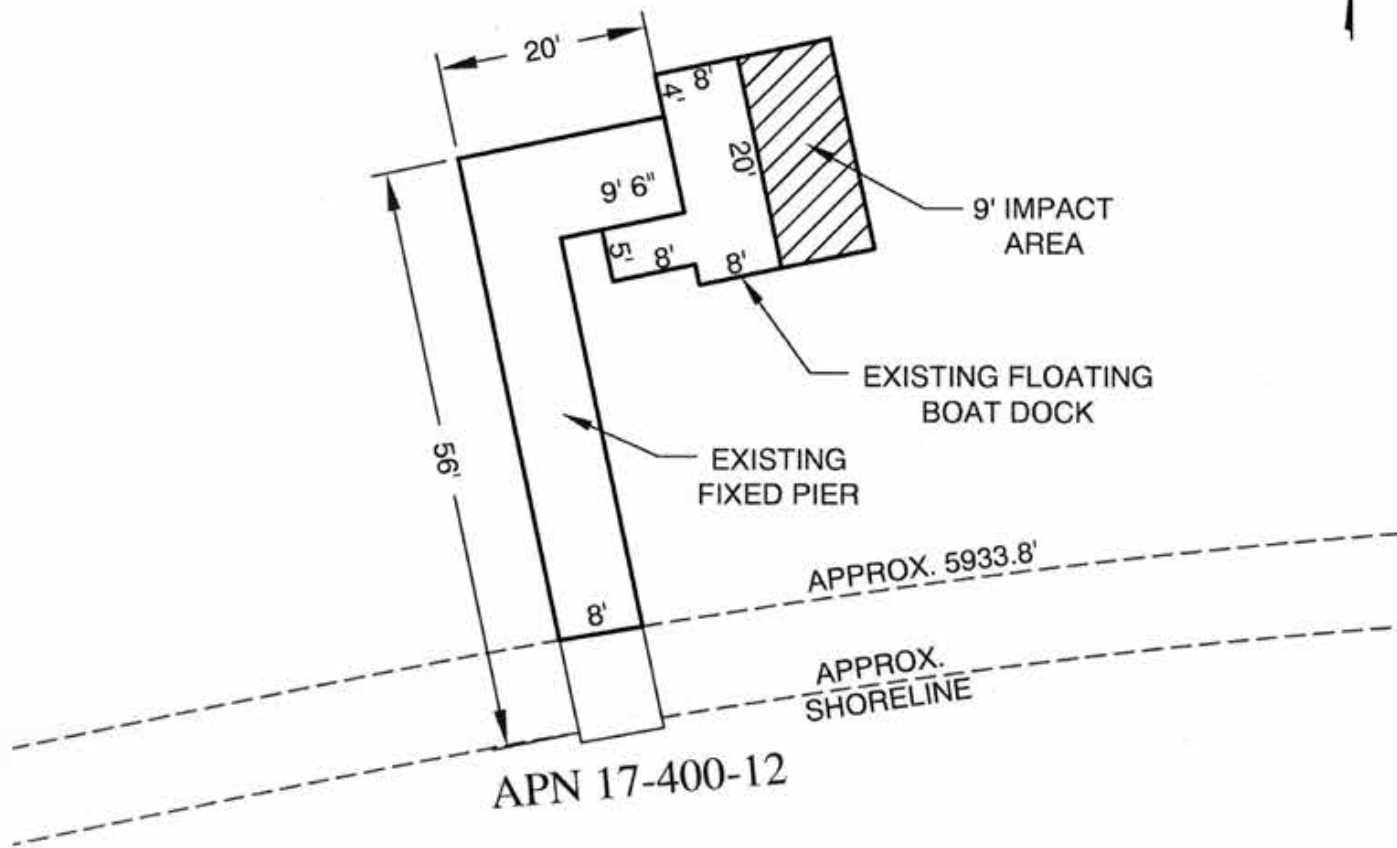 20'
8'
4'
20'
9' 6"
9' IMPACT
AREA
5'
8'
8'
EXISTING FLOATING
BOAT DOCK
56'
EXISTING
FIXED PIER
APPROX. 5933.8'
8'
APPROX.
SHORELINE
APN 17-400-12